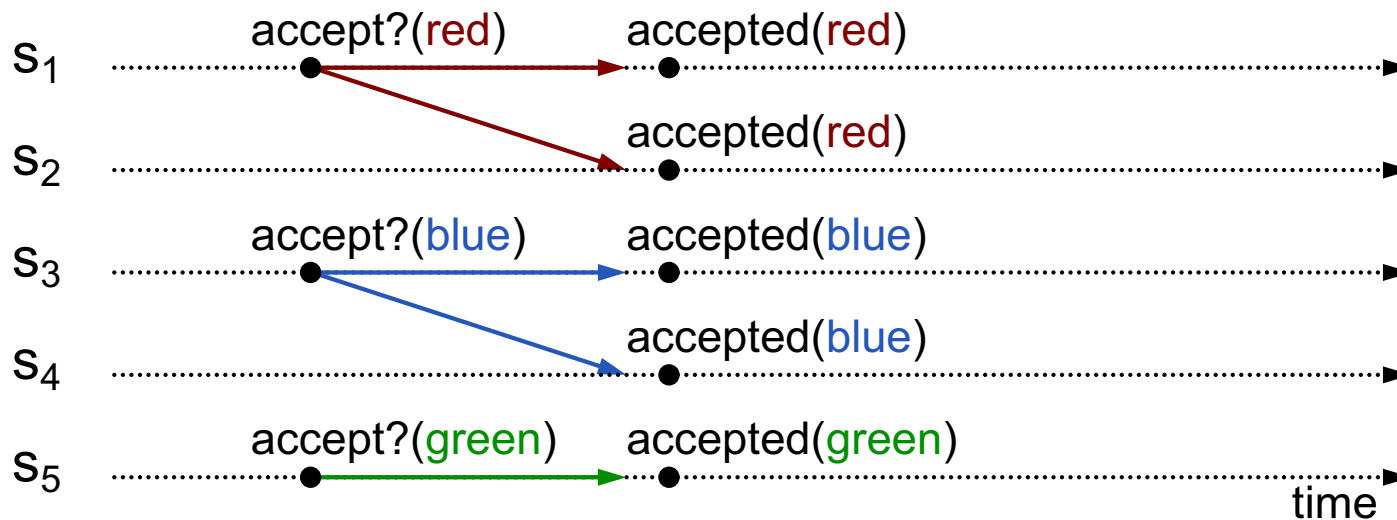 accept?(red) accepted(red)
S1
accepted(red)
S2
accept?(blue) accepted(blue)
S3
accepted(blue)
S4
accept?(green) accepted(green)
S5
time